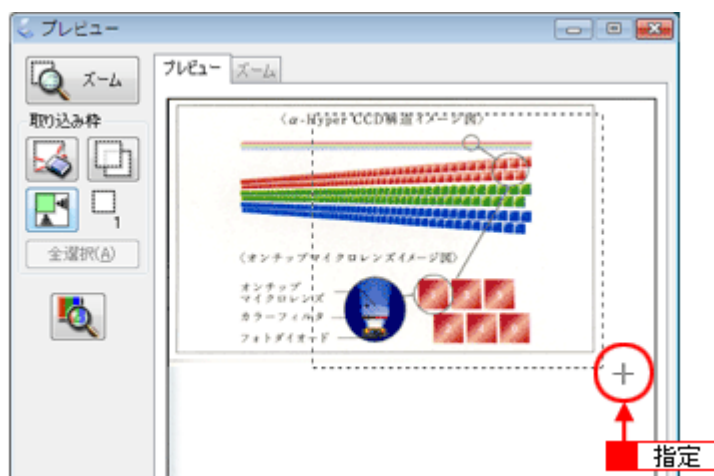 プレビュー
ズーム
プレビュー ズーム
取り込み枠
1
全選択(A)
〈α-Hyper CCD構造イメージ図〉
〈オンチップマイクロレンズイメージ図〉
オンチップ
マイクロレンズ
カラーフィルタ
フォトダイオード
指定